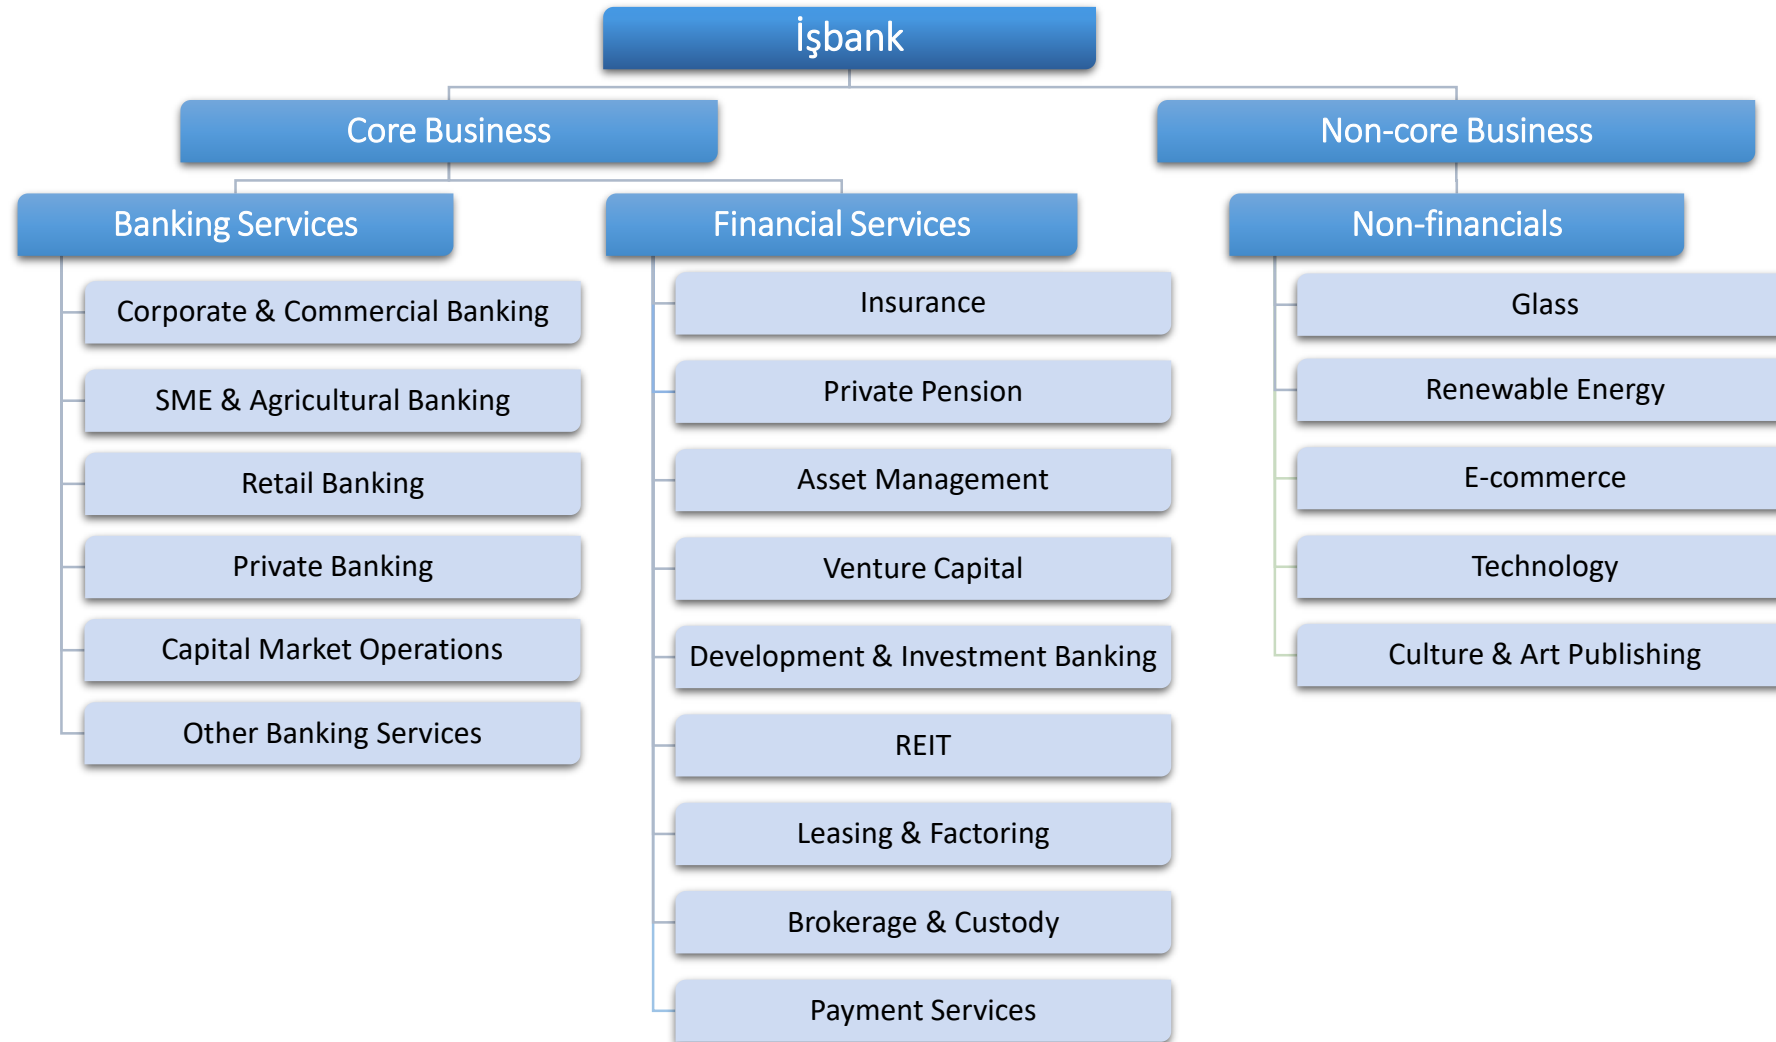 İşbank
Core Business
Non-core Business
Banking Services
Financial Services
Non-financials
Corporate & Commercial Banking
SME & Agricultural Banking
Retail Banking
Private Banking
Capital Market Operations
Other Banking Services
Insurance
Private Pension
Asset Management
Venture Capital
Development & Investment Banking
REIT
Leasing & Factoring
Brokerage & Custody
Payment Services
Glass
Renewable Energy
E-commerce
Technology
Culture & Art Publishing